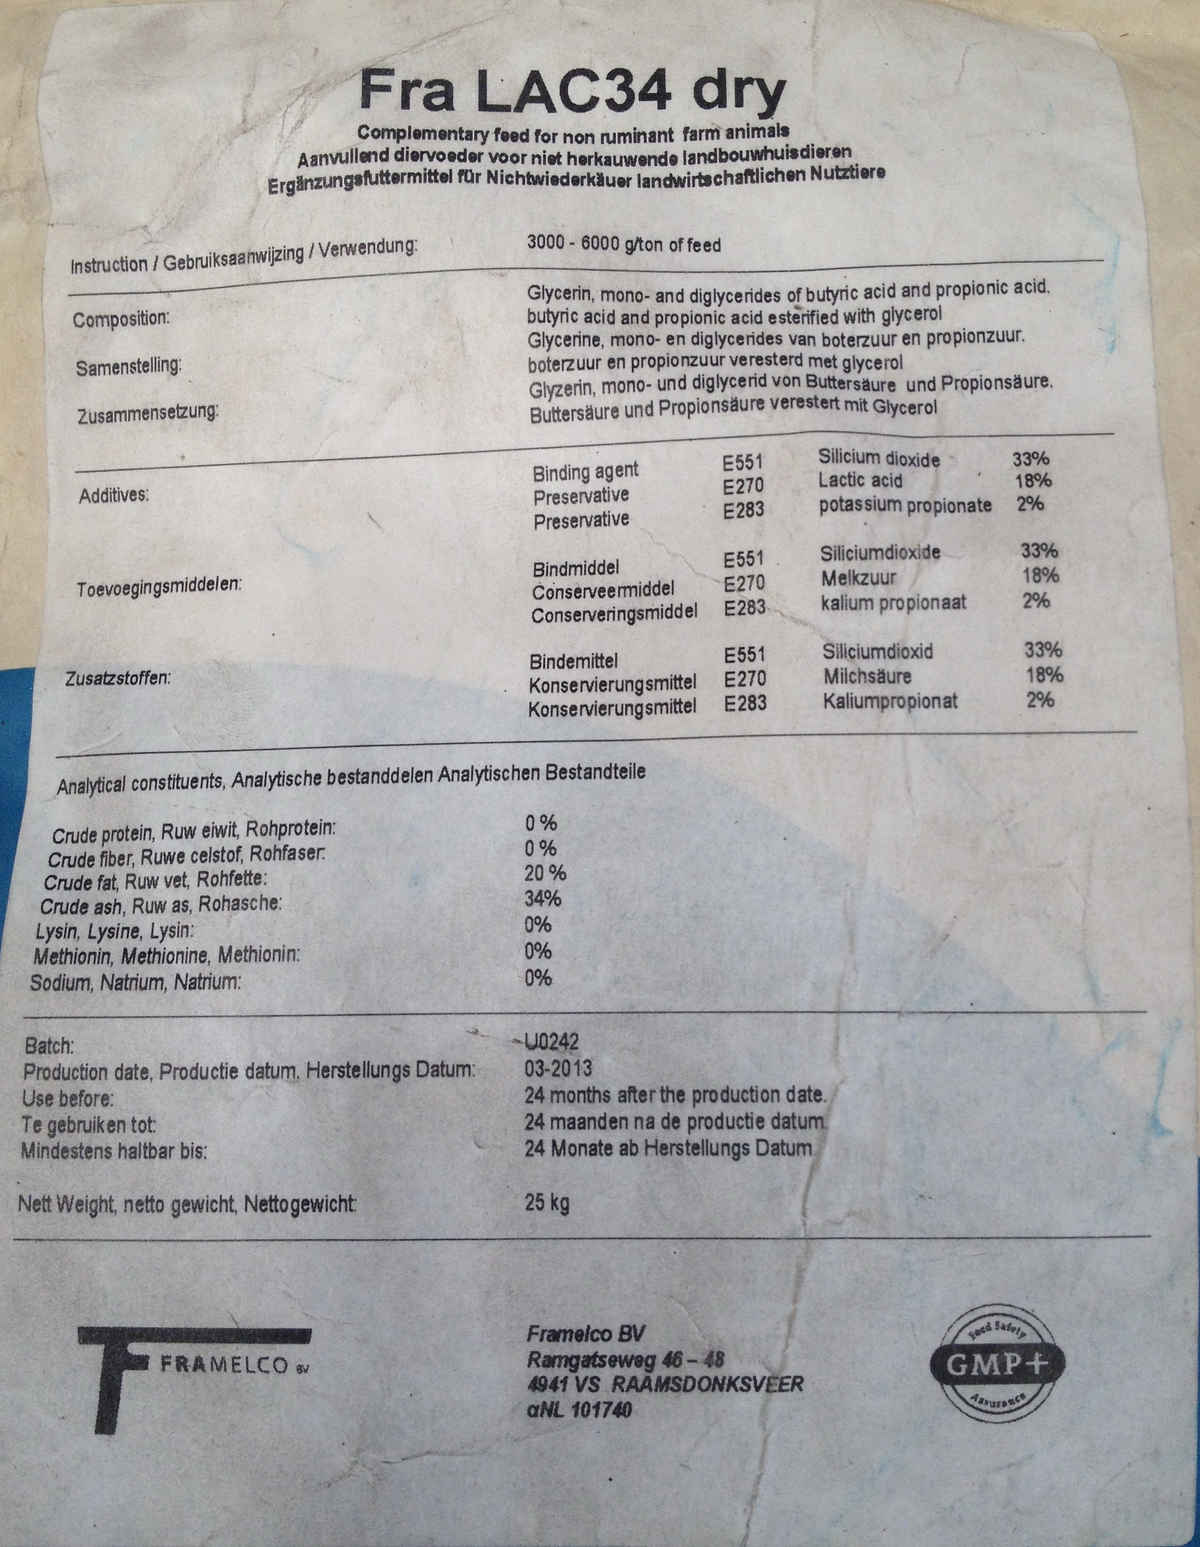 Fra LAC34 dry
Complementary feed for non ruminant farm animals
Aanvullend diervoeder voor niet herkauwende landbouwhuisdieren
Ergänzungsfuttermittel für Nichtwiederkäuer landwirtschaftlichen Nutztiere
Instruction / Gebruiksaanwijzing / Verwendung: 3000 - 6000 g/ton of feed
Composition: Glycerin, mono- and diglycerides of butyric acid and propionic acid.
butyric acid and propionic acid esterified with glycerol
Samenstelling: Glycerine, mono- en diglycerides van boterzuur en propionzuur.
boterzuur en propionzuur veresterd met glycerol
Zusammensetzung: Glyzerin, mono- und diglycerid von Buttersäure und Propionsäure.
Buttersäure und Propionsäure verestert mit Glycerol
Additives: Binding agent E551 Silicium dioxide 33%
Preservative E270 Lactic acid 18%
Preservative E283 potassium propionate 2%
Toevoegingsmiddelen: Bindmiddel E551 Siliciumdioxide 33%
Conserveermiddel E270 Melkzuur 18%
Conserveringsmiddel E283 kalium propionaat 2%
Zusatzstoffen: Bindemittel E551 Siliciumdioxid 33%
Konservierungsmittel E270 Milchsäure 18%
Konservierungsmittel E283 Kaliumpropionat 2%
Analytical constituents, Analytische bestanddelen Analytischen Bestandteile
Crude protein, Ruw eiwit, Rohprotein: 0 %
Crude fiber, Ruwe celstof, Rohfaser: 0 %
Crude fat, Ruw vet, Rohfette: 20 %
Crude ash, Ruw as, Rohasche: 34%
Lysin, Lysine, Lysin: 0%
Methionin, Methionine, Methionin: 0%
Sodium, Natrium, Natrium: 0%
Batch: U0242
Production date, Productie datum, Herstellungs Datum: 03-2013
Use before: 24 months after the production date.
Te gebruiken tot: 24 maanden na de productie datum.
Mindestens haltbar bis: 24 Monate ab Herstellungs Datum
Nett Weight, netto gewicht, Nettogewicht: 25 kg
FRAMELCO BV
Framelco BV
Ramgatseweg 46 – 48
4941 VS RAAMSDONKSVEER
αNL 101740
Feed Safety
GMP+
Assurance